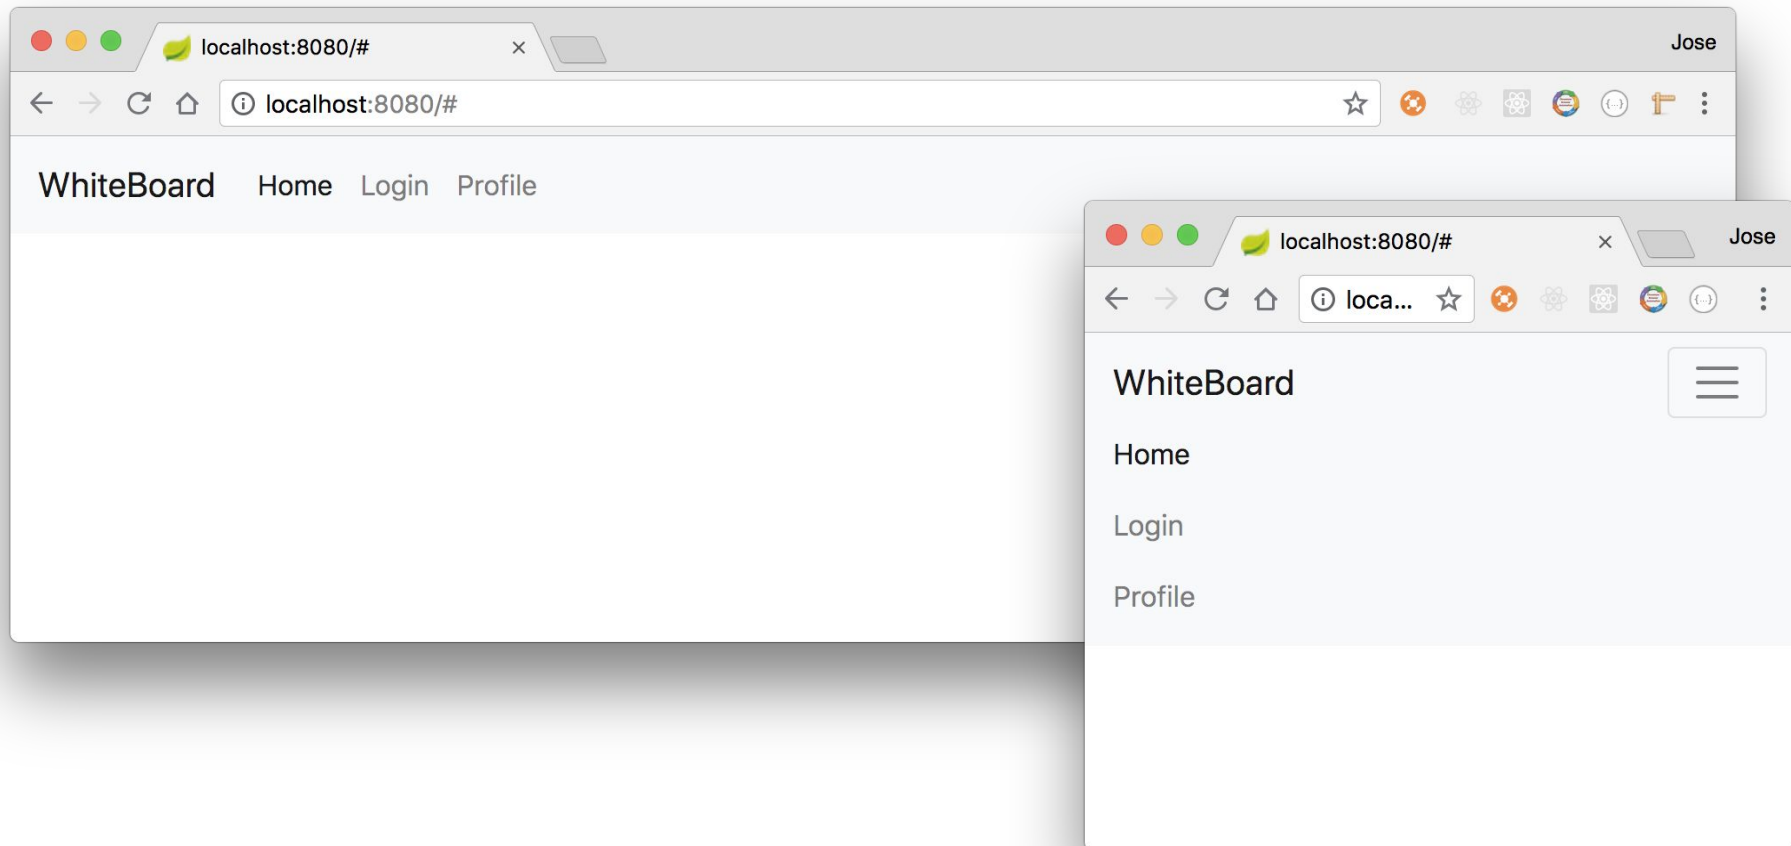 localhost:8080/# × Jose
localhost:8080/#
WhiteBoard Home Login Profile
localhost:8080/# × Jose
loca...
WhiteBoard
Home
Login
Profile